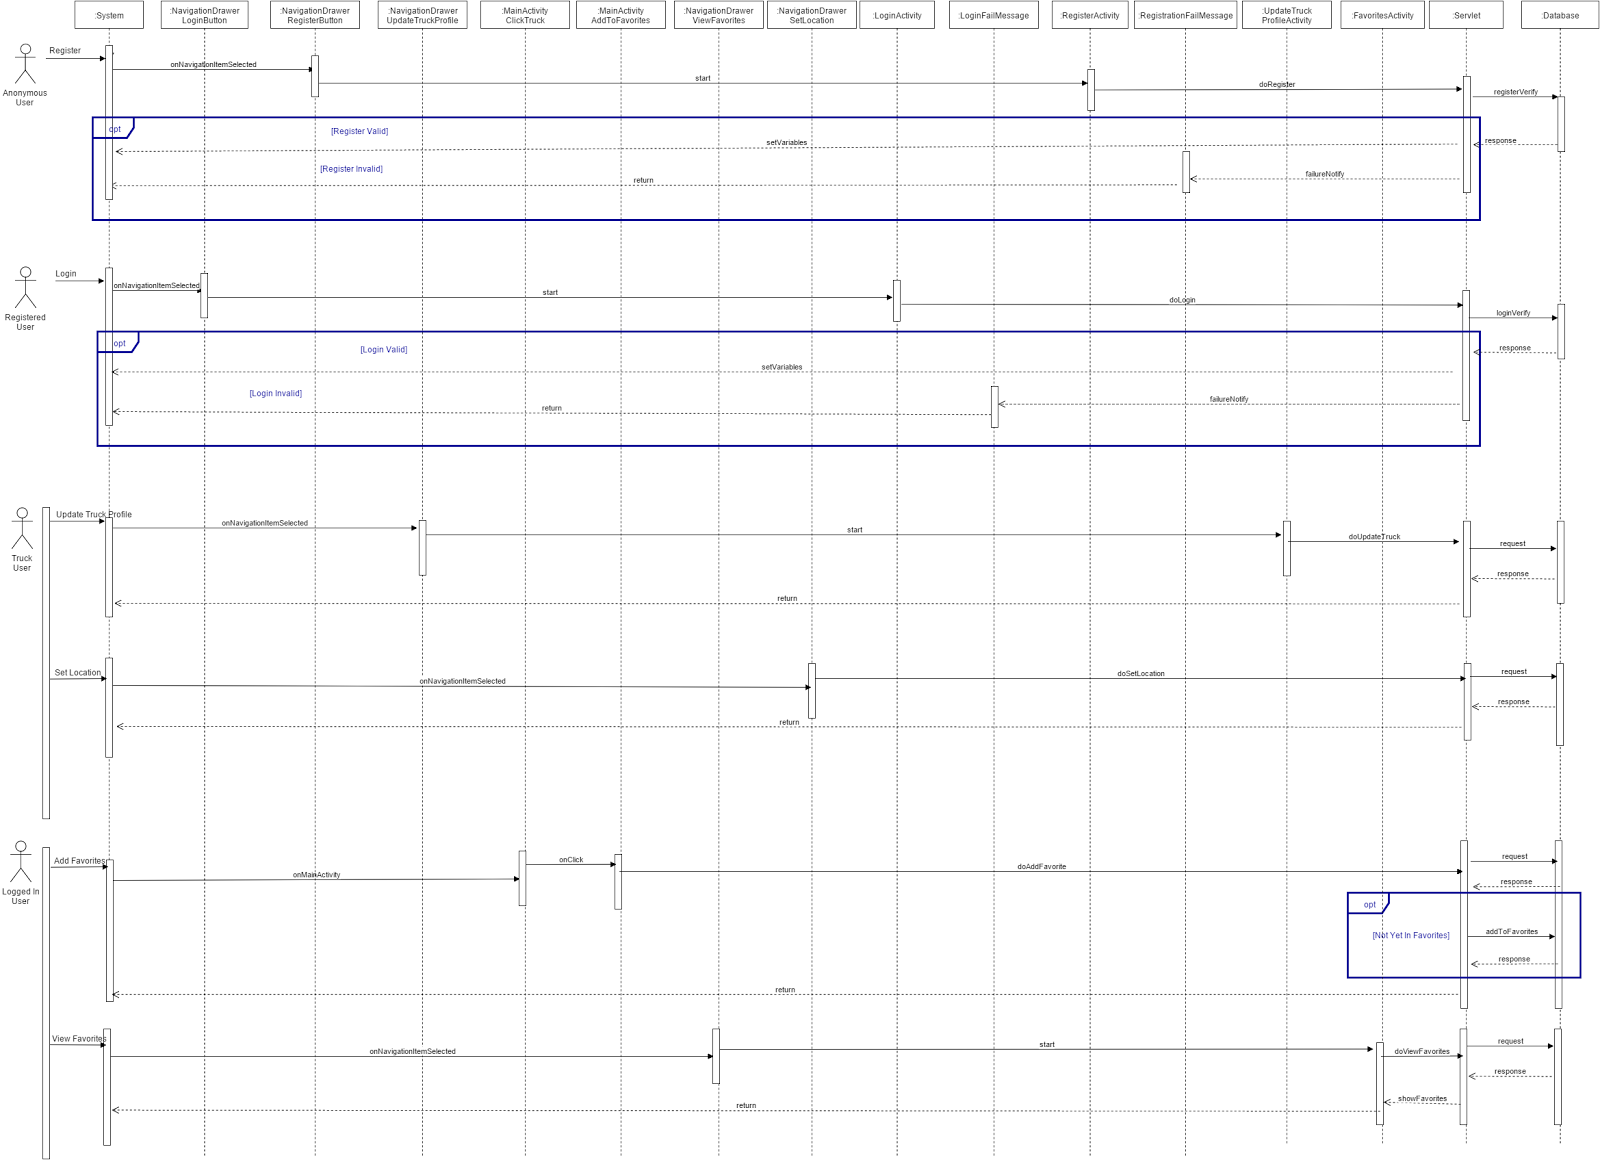 :System
:NavigationDrawer
LoginButton
:NavigationDrawer
RegisterButton
:NavigationDrawer
UpdateTruckProfile
:MainActivity
ClickTruck
:MainActivity
AddToFavorites
:NavigationDrawer
ViewFavorites
:NavigationDrawer
SetLocation
:LoginActivity
:LoginFailMessage
:RegisterActivity
:RegistrationFailMessage
:UpdateTruck
ProfileActivity
:FavoritesActivity
:Servlet
:Database
Anonymous
User
Register
onNavigationItemSelected
start
doRegister
registerVerify
opt
[Register Valid]
setVariables
response
[Register Invalid]
return
failureNotify
Registered
User
Login
onNavigationItemSelected
start
doLogin
loginVerify
opt
[Login Valid]
response
setVariables
[Login Invalid]
return
failureNotify
Truck
User
Update Truck Profile
onNavigationItemSelected
start
doUpdateTruck
request
response
return
Set Location
onNavigationItemSelected
doSetLocation
request
response
return
Logged In
User
Add Favorites
onMainActivity
onClick
doAddFavorite
request
response
opt
[Not Yet In Favorites]
addToFavorites
response
return
View Favorites
onNavigationItemSelected
start
doViewFavorites
request
response
showFavorites
return